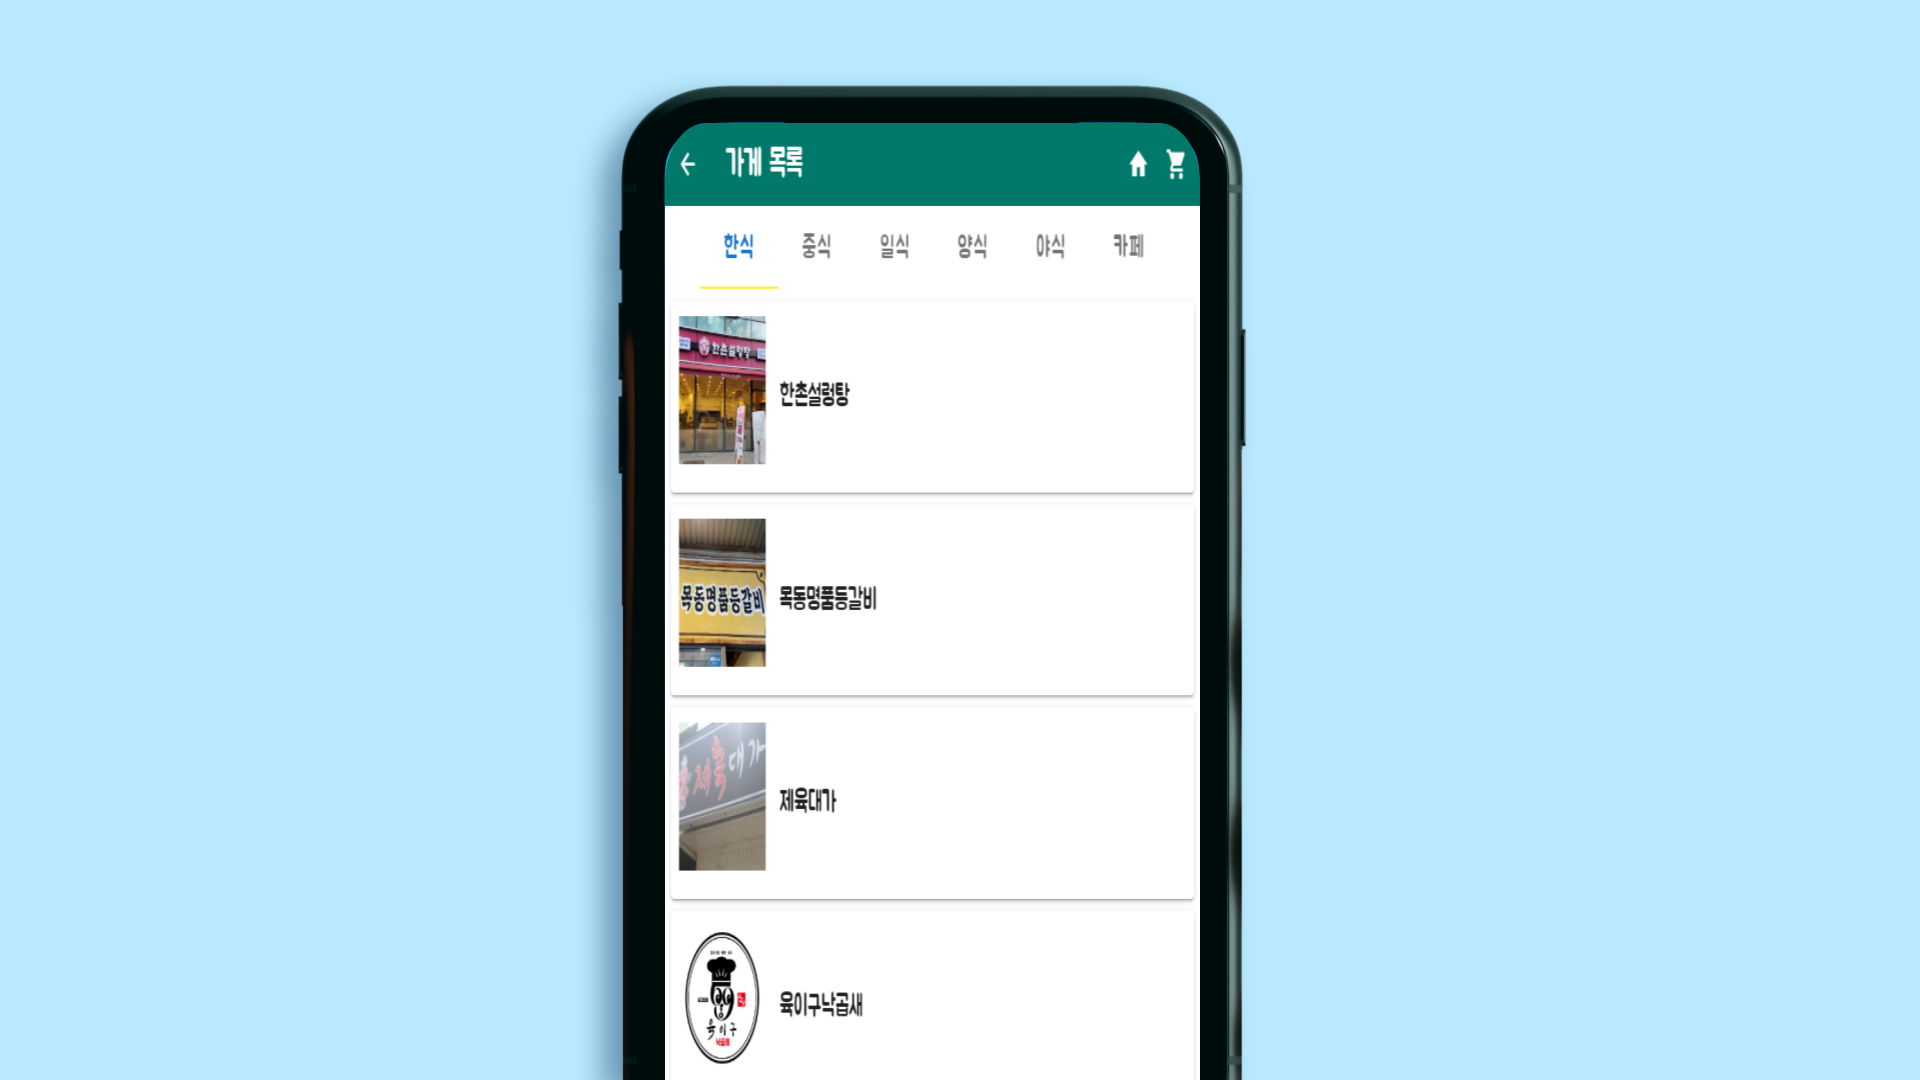 가게 목록
한식 중식 일식 양식 야식 카페
한촌설렁탕
한촌설렁탕
목동명품등갈비
목동명품등갈비
제육대가
제육대가
육이구
낙곱새
육이구낙곱새